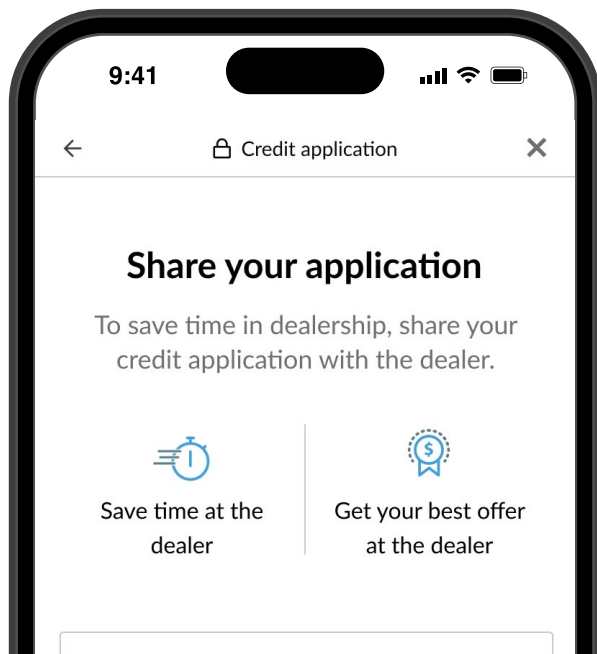 9:41
Credit application
Share your application
To save time in dealership, share your
credit application with the dealer.
$
Save time at the
dealer
Get your best offer
at the dealer